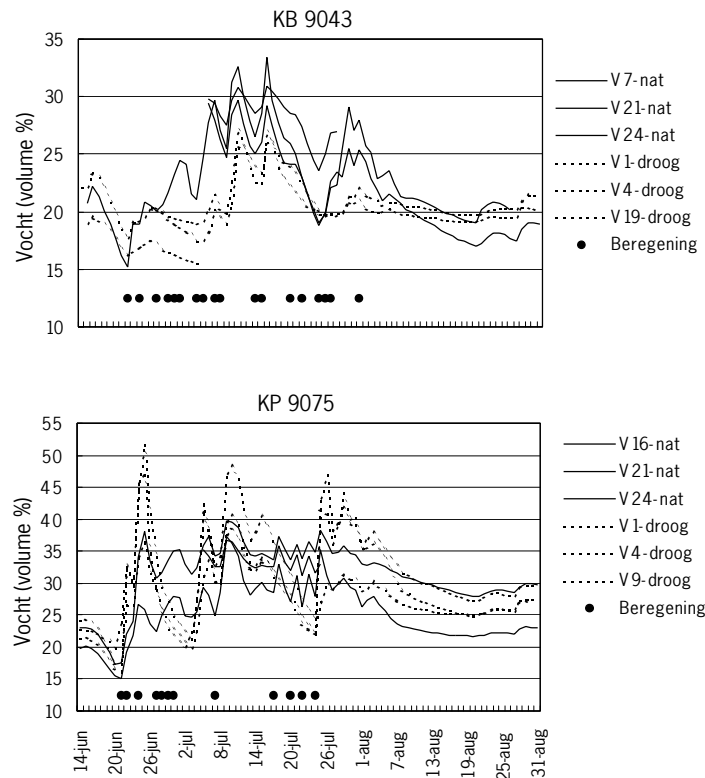 KB 9043
35
30
25
20
15
10
Vocht (volume %)
V 7- nat
V 21- nat
V 24- nat
V 1- droog
V 4- droog
V 19- droog
Beregening
KP 9075
55
50
45
40
35
30
25
20
15
10
Vocht (volume %)
V 16- nat
V 21- nat
V 24- nat
V 1- droog
V 4- droog
V 9- droog
Beregening
14-jun
20-jun
26-jun
2-jul
8-jul
14-jul
20-jul
26-jul
1-aug
7-aug
13-aug
19-aug
25-aug
31-aug